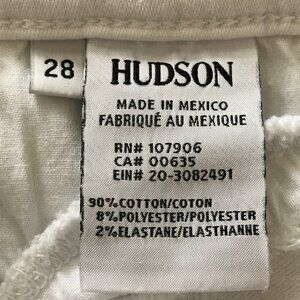 28
HUDSON
MADE IN MEXICO
FABRIQUÉ AU MEXIQUE
RN# 107906
CA# 00635
EIN# 20-3082491
90%COTTON/COTON
8%POLYESTER/POLYESTER
2%ELASTANE/ELASTHANNE